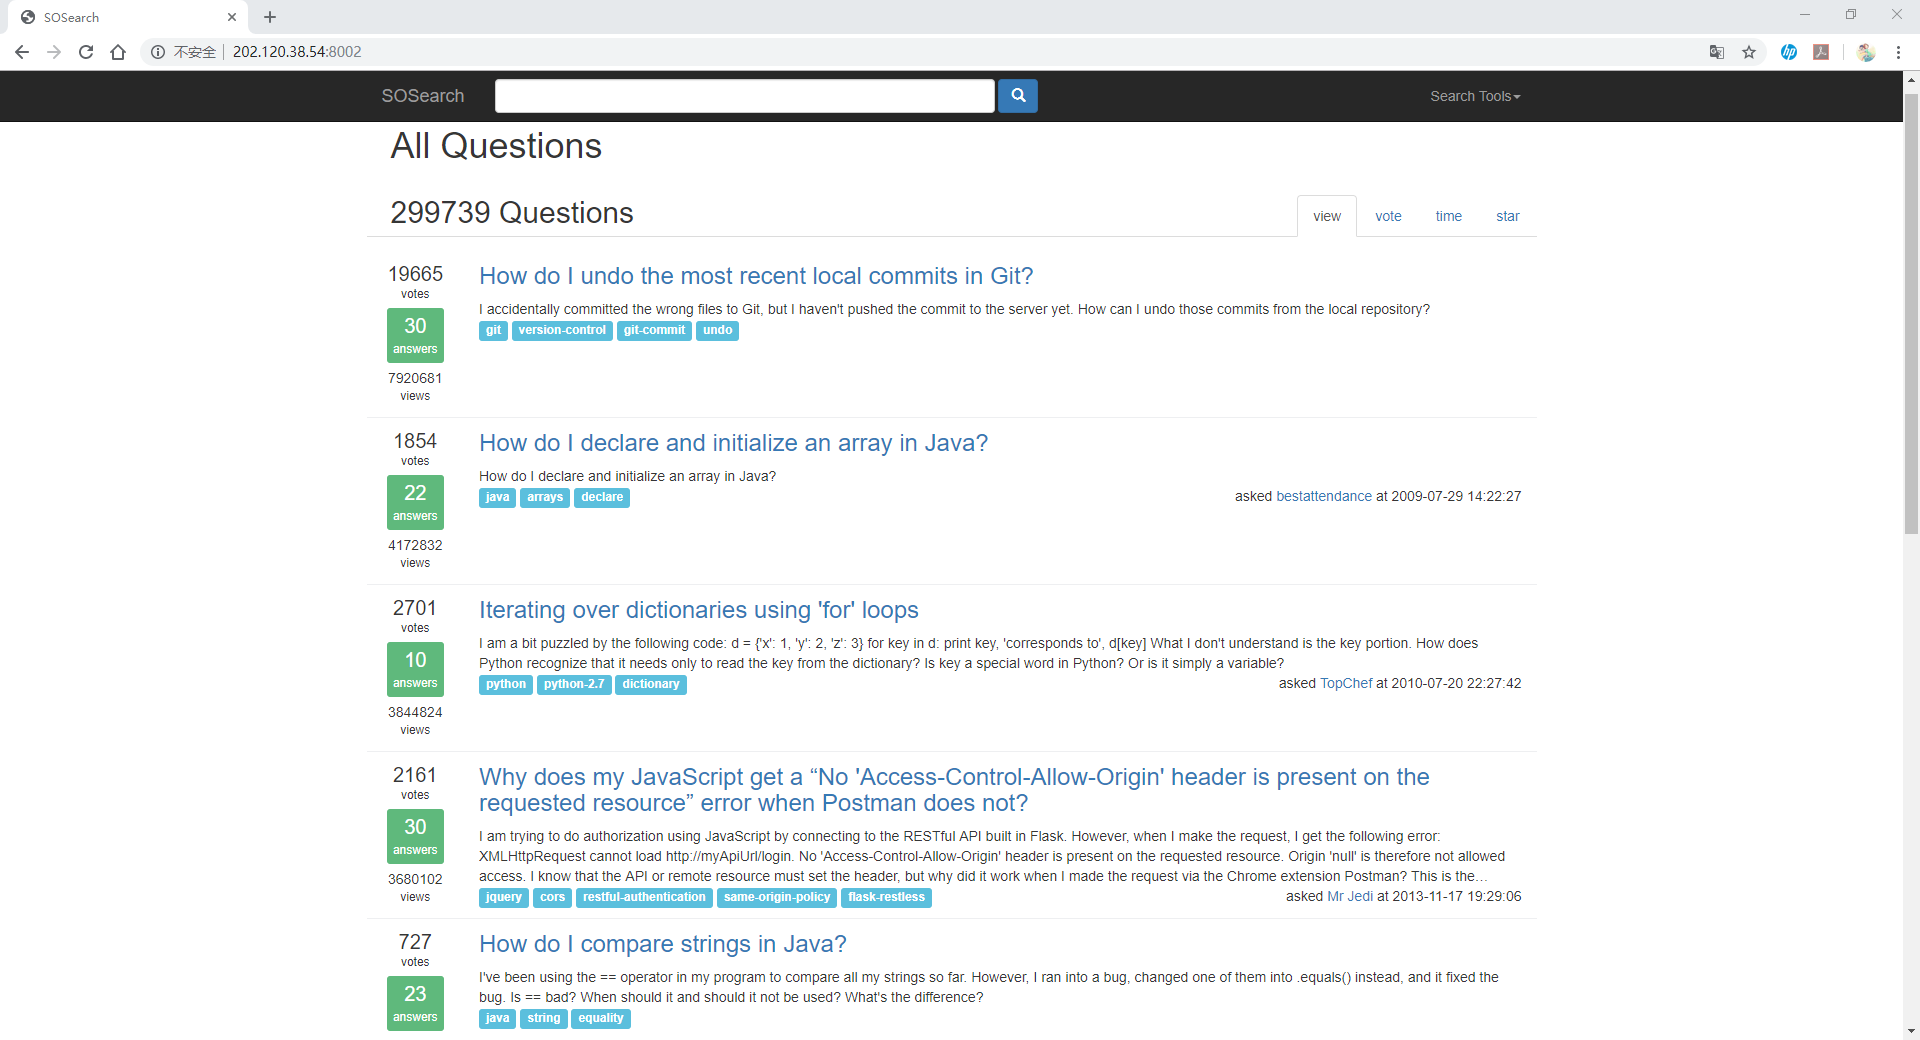 SOSearch
不安全 202.120.38.54:8002
SOSearch
Search Tools
All Questions
299739 Questions
view vote time star
19665
votes
30
answers
7920681
views
How do I undo the most recent local commits in Git?
I accidentally committed the wrong files to Git, but I haven't pushed the commit to the server yet. How can I undo those commits from the local repository?
git version-control git-commit undo
1854
votes
22
answers
4172832
views
How do I declare and initialize an array in Java?
How do I declare and initialize an array in Java?
java arrays declare
asked bestattendance at 2009-07-29 14:22:27
2701
votes
10
answers
3844824
views
Iterating over dictionaries using 'for' loops
I am a bit puzzled by the following code: d = {'x': 1, 'y': 2, 'z': 3} for key in d: print key, 'corresponds to', d[key] What I don't understand is the key portion. How does
Python recognize that it needs only to read the key from the dictionary? Is key a special word in Python? Or is it simply a variable?
python python-2.7 dictionary
asked TopChef at 2010-07-20 22:27:42
2161
votes
30
answers
3680102
views
Why does my JavaScript get a “No 'Access-Control-Allow-Origin' header is present on the
requested resource” error when Postman does not?
I am trying to do authorization using JavaScript by connecting to the RESTful API built in Flask. However, when I make the request, I get the following error:
XMLHttpRequest cannot load http://myApiUrl/login. No 'Access-Control-Allow-Origin' header is present on the requested resource. Origin 'null' is therefore not allowed
access. I know that the API or remote resource must set the header, but why did it work when I made the request via the Chrome extension Postman? This is the…
jquery cors restful-authentication same-origin-policy flask-restless
asked Mr Jedi at 2013-11-17 19:29:06
727
votes
23
answers
How do I compare strings in Java?
I've been using the == operator in my program to compare all my strings so far. However, I ran into a bug, changed one of them into .equals() instead, and it fixed the
bug. Is == bad? When should it and should it not be used? What's the difference?
java string equality